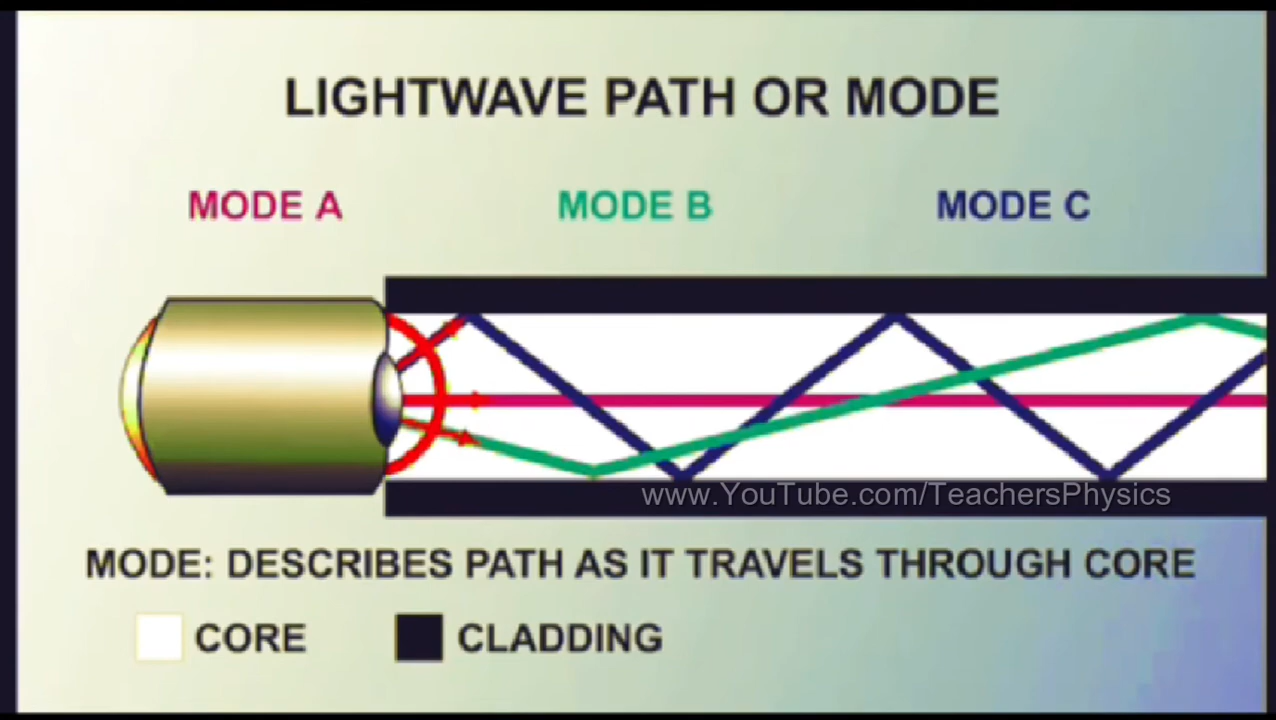 LIGHTWAVE PATH OR MODE
MODE A MODE B MODE C
www.YouTube.com/TeachersPhysics
MODE: DESCRIBES PATH AS IT TRAVELS THROUGH CORE
CORE CLADDING